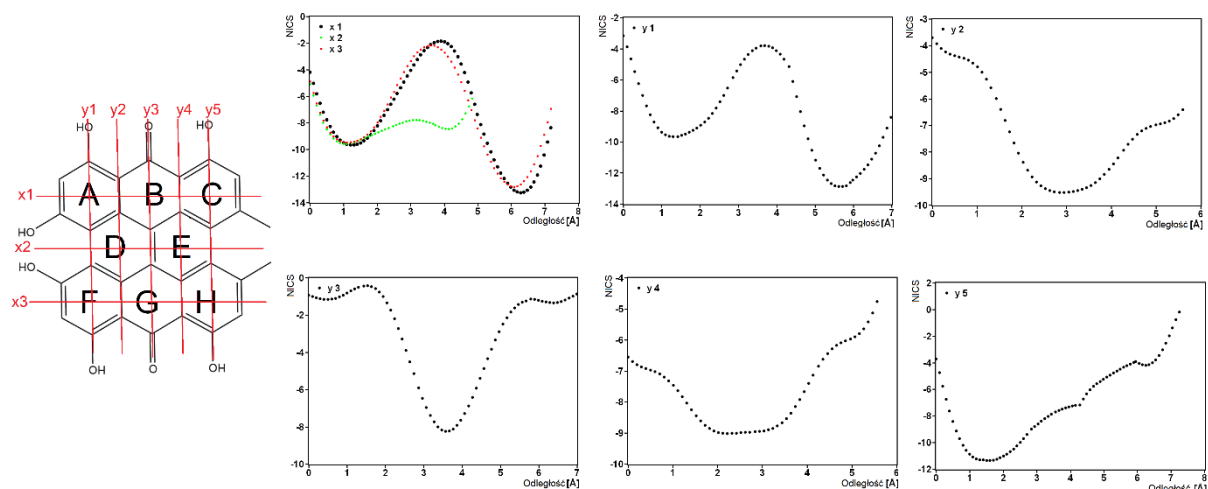 y1 y2 y3 y4 y5
HO O HO
A B C
x1
HO
x2 D E
HO
x3 F G H
OH O OH
NICS
x 1
x 2
x 3
0
-2
-4
-6
-8
-10
-12
-14
0 1 2 3 4 5 6 7 8
Odległość [Å]
NICS
y 1
-2
-4
-6
-8
-10
-12
-14
0 1 2 3 4 5 6 7
Odległość [Å]
NICS
y 2
-3
-4
-5
-6
-7
-8
-9
-10
0 1 2 3 4 5 6
Odległość [Å]
NICS
y 3
0
-2
-4
-6
-8
-10
0 1 2 3 4 5 6 7
Odległość [Å]
NICS
y 4
-4
-5
-6
-7
-8
-9
-10
0 1 2 3 4 5 6
Odległość [Å]
NICS
y 5
2
0
-2
-4
-6
-8
-10
-12
0 1 2 3 4 5 6 7 8
Odległość [Å]